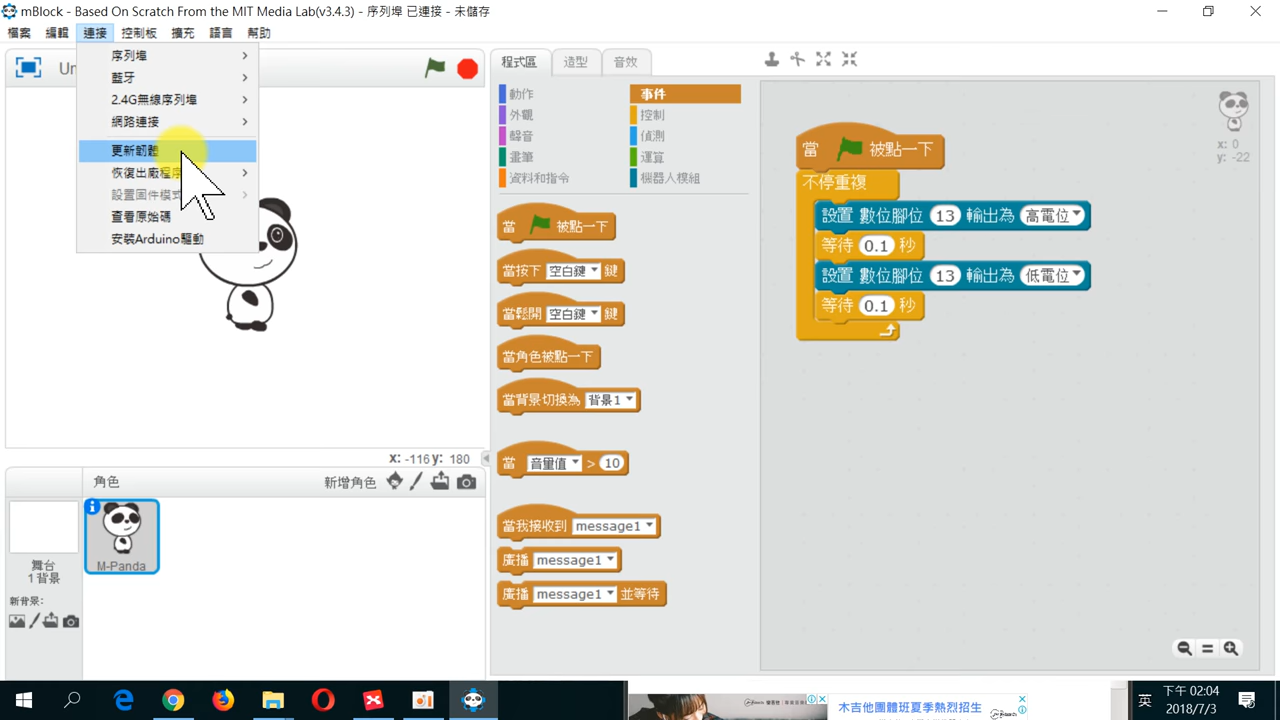 mBlock - Based On Scratch From the MIT Media Lab(v3.4.3) - 序列埠 已連接 - 未儲存
檔案 編輯 連接 控制板 擴充 語言 幫助
序列埠
藍牙
2.4G無線序列埠
網路連接
更新韌體
恢復出廠程序
設置固件模式
查看原始碼
安裝Arduino驅動
Un
程式區 造型 音效
動作 事件
外觀 控制
聲音 偵測
畫筆 運算
資料和指令 機器人模組
當 被點一下
當按下 空白鍵 鍵
當鬆開 空白鍵 鍵
當角色被點一下
當背景切換為 背景1
當 音量值 > 10
當我接收到 message1
廣播 message1
廣播 message1 並等待
當 被點一下
不停重複
設置 數位腳位 13 輸出為 高電位
等待 0.1 秒
設置 數位腳位 13 輸出為 低電位
等待 0.1 秒
x: 0
y: -22
x: -116 y: 180
角色 新增角色
舞台
1 背景
新背景:
M-Panda
木吉他團體班夏季熱烈招生
英
下午 02:04
2018/7/3